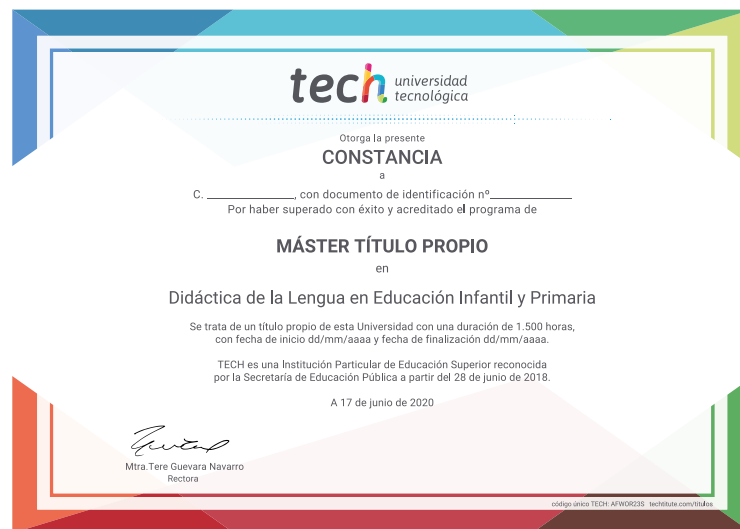 tech universidad
tecnológica
Otorga la presente
CONSTANCIA
a
C. ________________, con documento de identificación nº______________
Por haber superado con éxito y acreditado el programa de
MÁSTER TÍTULO PROPIO
en
Didáctica de la Lengua en Educación Infantil y Primaria
Se trata de un título propio de esta Universidad con una duración de 1.500 horas,
con fecha de inicio dd/mm/aaaa y fecha de finalización dd/mm/aaaa.
TECH es una Institución Particular de Educación Superior reconocida
por la Secretaría de Educación Pública a partir del 28 de junio de 2018.
A 17 de junio de 2020
Mtra.Tere Guevara Navarro
Rectora
código único TECH: AFWOR23S techtitute.com/titulos